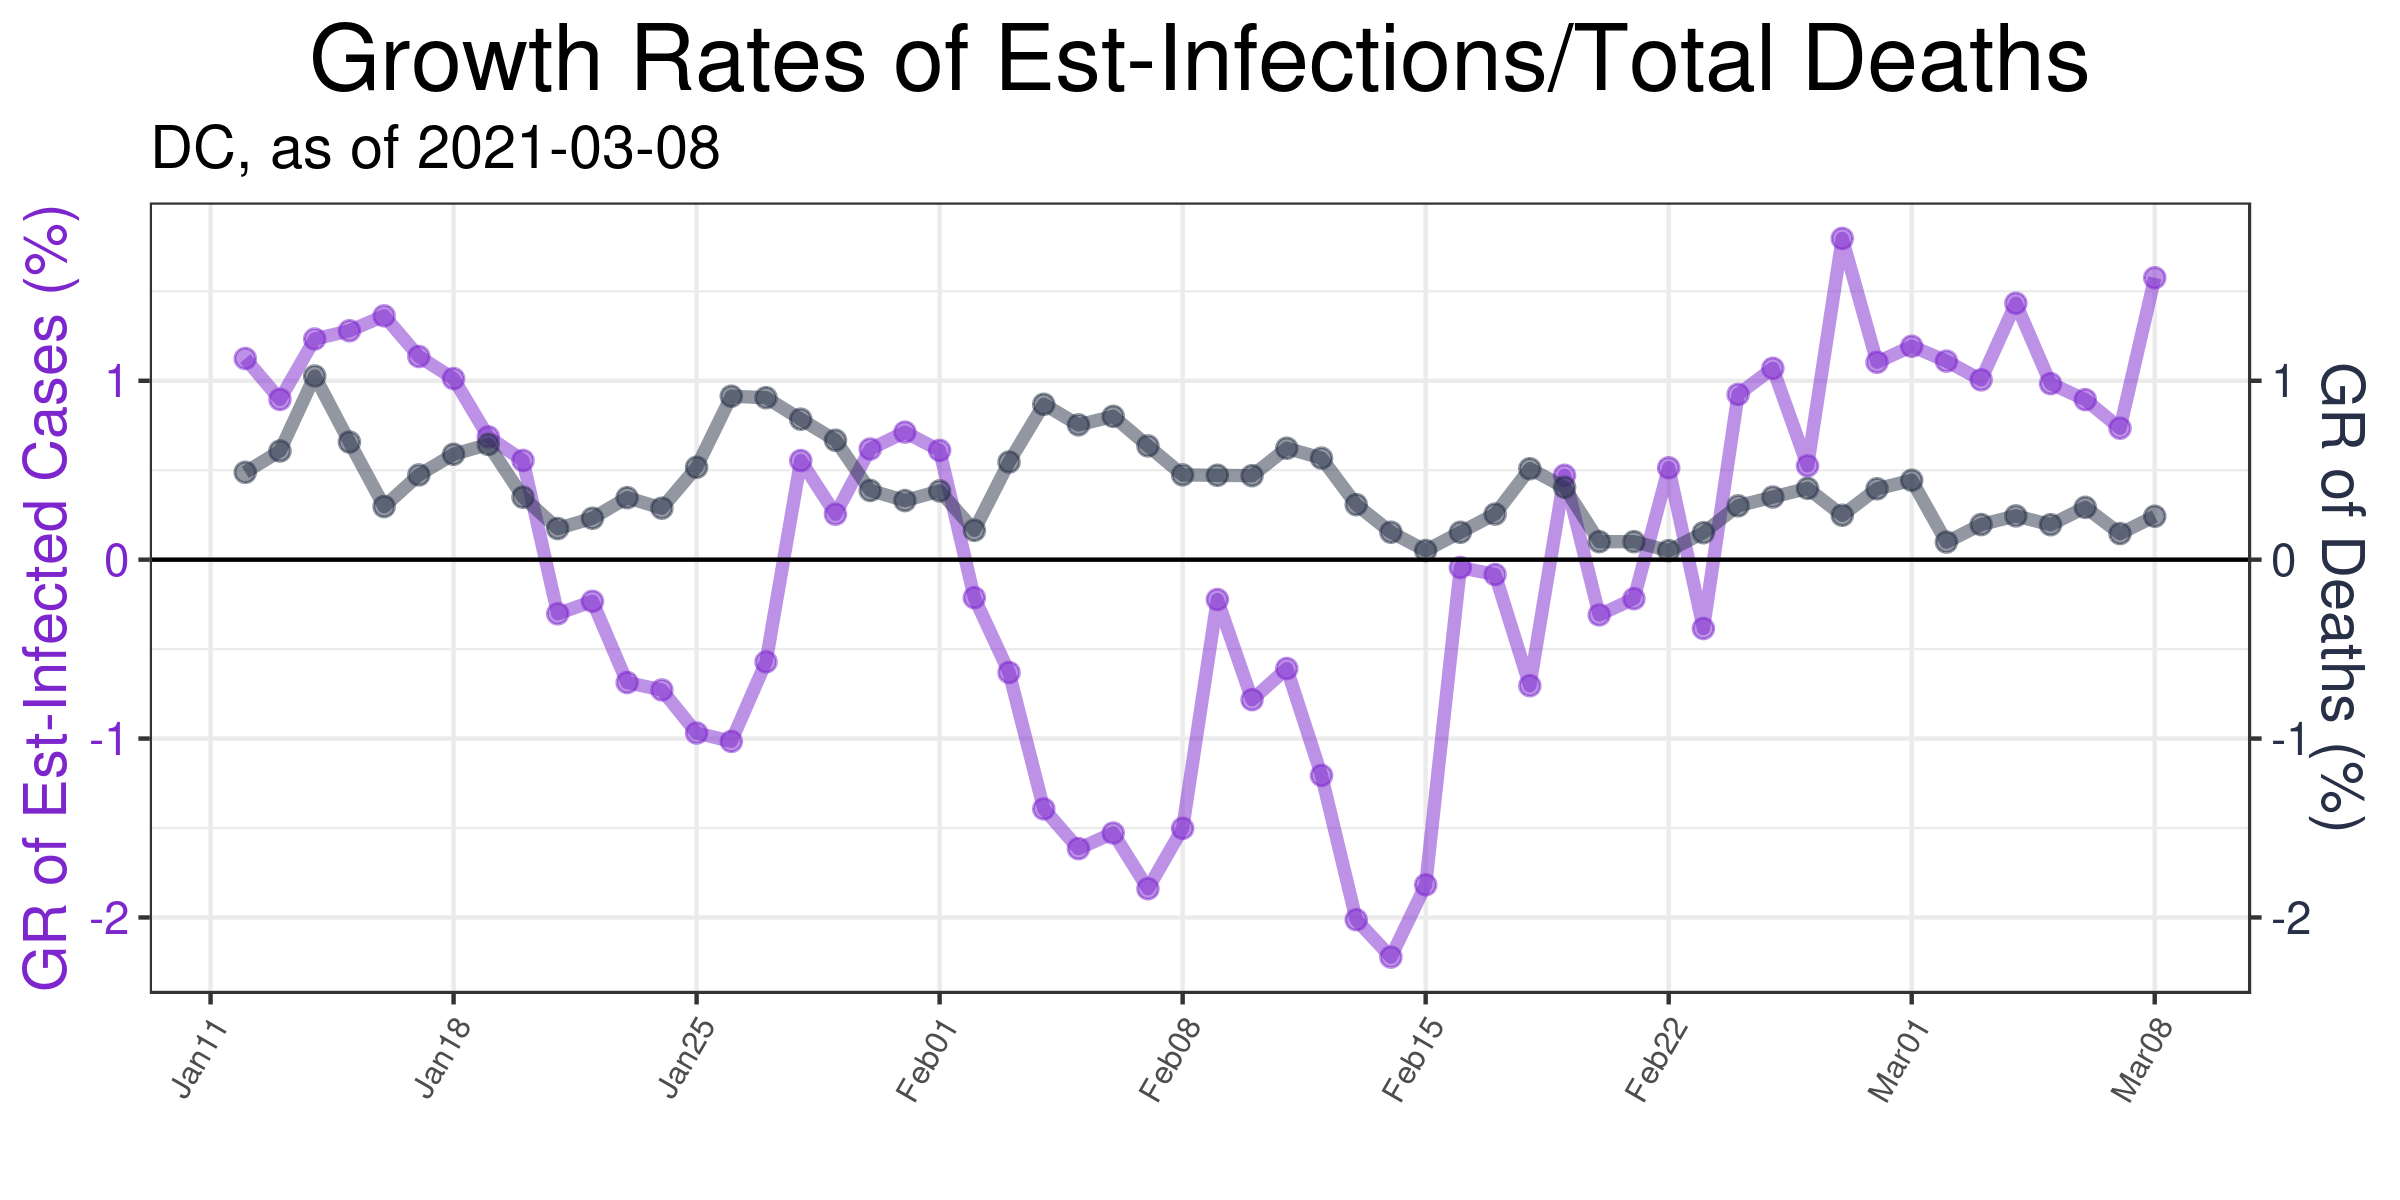 Growth Rates of Est-Infections/Total Deaths
DC, as of 2021-03-08
GR of Est-Infected Cases (%)
1
0
-1
-2
1
0
-1
-2
GR of Deaths (%)
Jan11
Jan18
Jan25
Feb01
Feb08
Feb15
Feb22
Mar01
Mar08